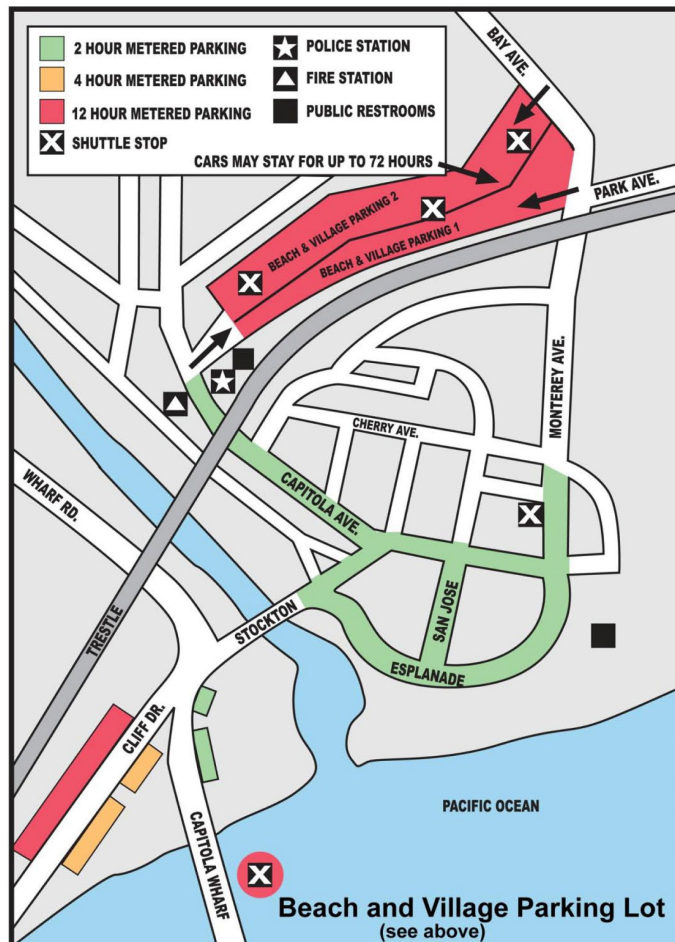 2 HOUR METERED PARKING
4 HOUR METERED PARKING
12 HOUR METERED PARKING
SHUTTLE STOP
POLICE STATION
FIRE STATION
PUBLIC RESTROOMS
CARS MAY STAY FOR UP TO 72 HOURS
BAY AVE.
PARK AVE.
BEACH & VILLAGE PARKING 2
BEACH & VILLAGE PARKING 1
MONTEREY AVE.
CHERRY AVE.
CAPITOLA AVE.
WHARF RD.
TRESTLE
STOCKTON
SAN JOSE
ESPLANADE
CLIFF DR.
CAPITOLA WHARF
PACIFIC OCEAN
Beach and Village Parking Lot
(see above)